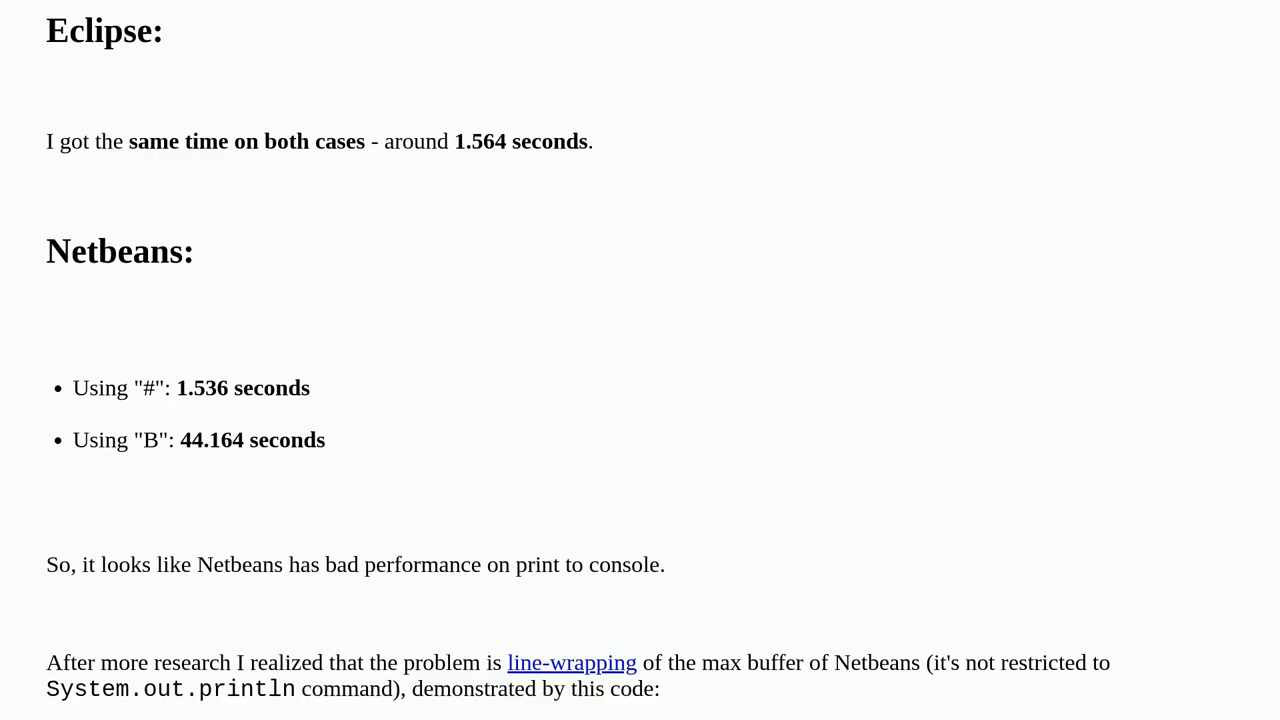 Eclipse:
I got the same time on both cases - around 1.564 seconds.
Netbeans:
• Using "#": 1.536 seconds
• Using "B": 44.164 seconds
So, it looks like Netbeans has bad performance on print to console.
After more research I realized that the problem is line-wrapping of the max buffer of Netbeans (it's not restricted to
System.out.println command), demonstrated by this code: